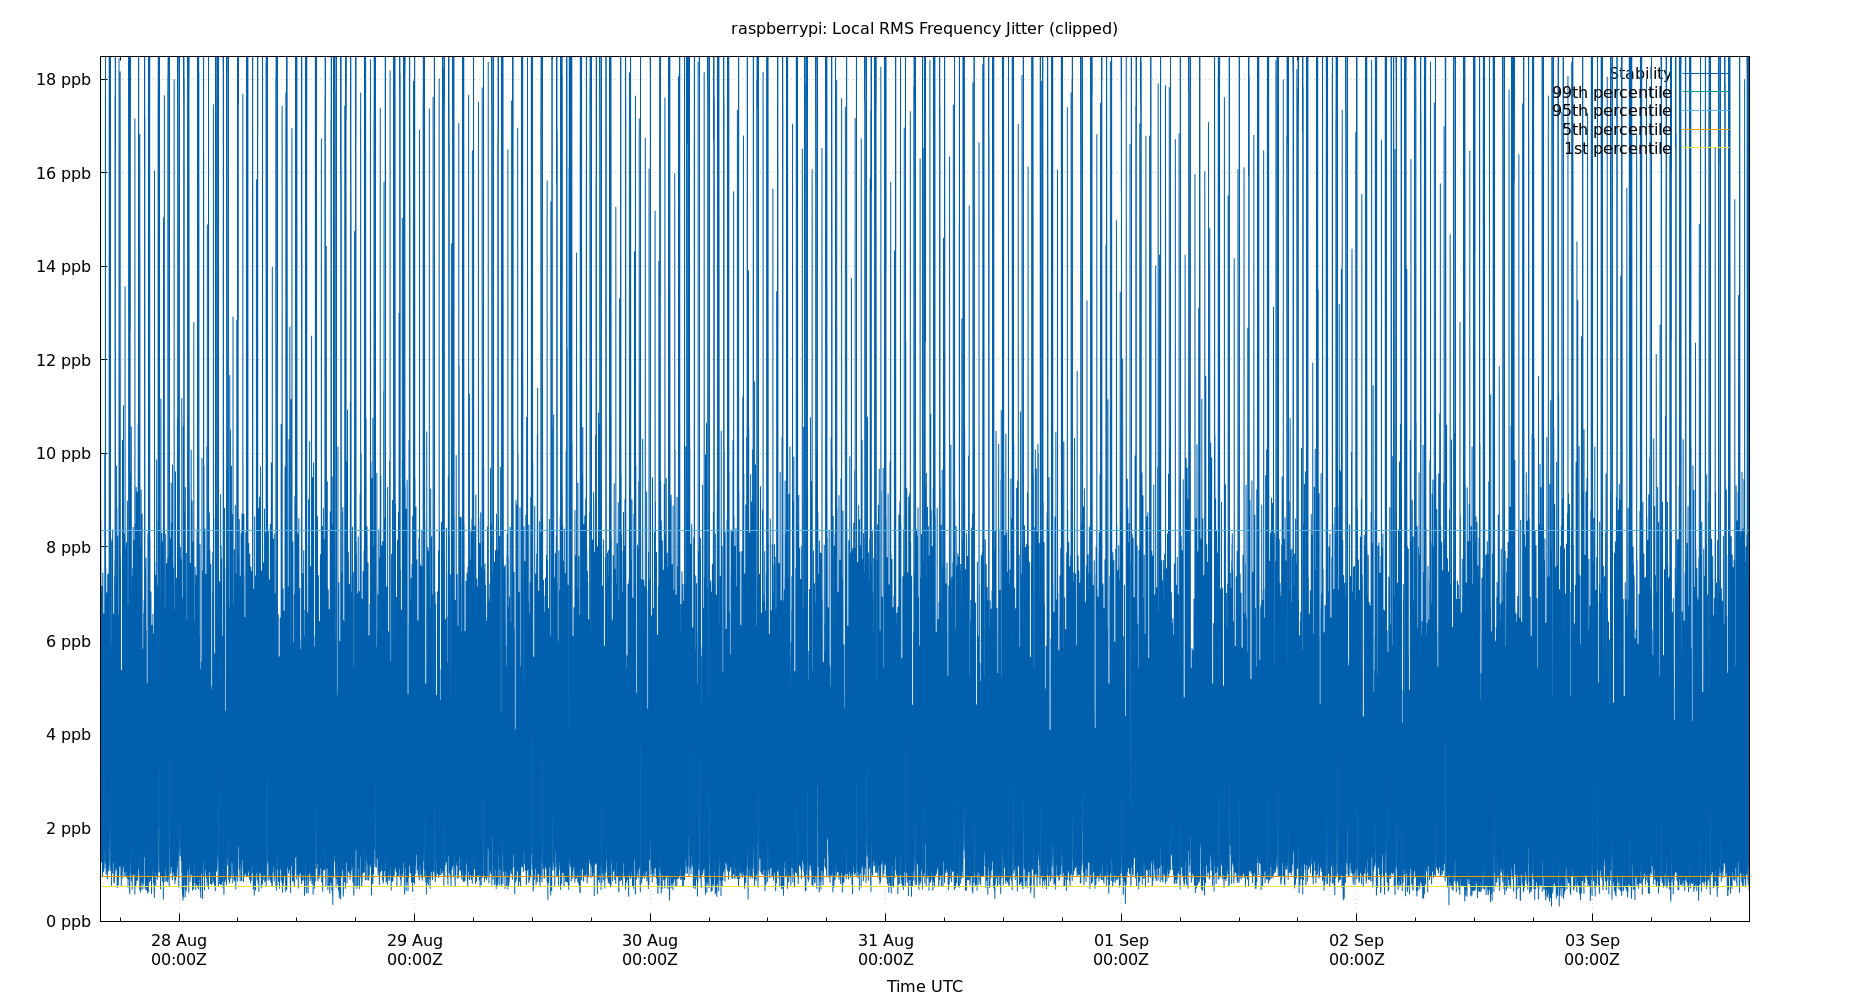 raspberrypi: Local RMS Frequency Jitter (clipped)
18 ppb
16 ppb
14 ppb
12 ppb
10 ppb
8 ppb
6 ppb
4 ppb
2 ppb
0 ppb
Stability
99th percentile
95th percentile
5th percentile
1st percentile
28 Aug
00:00Z
29 Aug
00:00Z
30 Aug
00:00Z
31 Aug
00:00Z
01 Sep
00:00Z
02 Sep
00:00Z
03 Sep
00:00Z
Time UTC